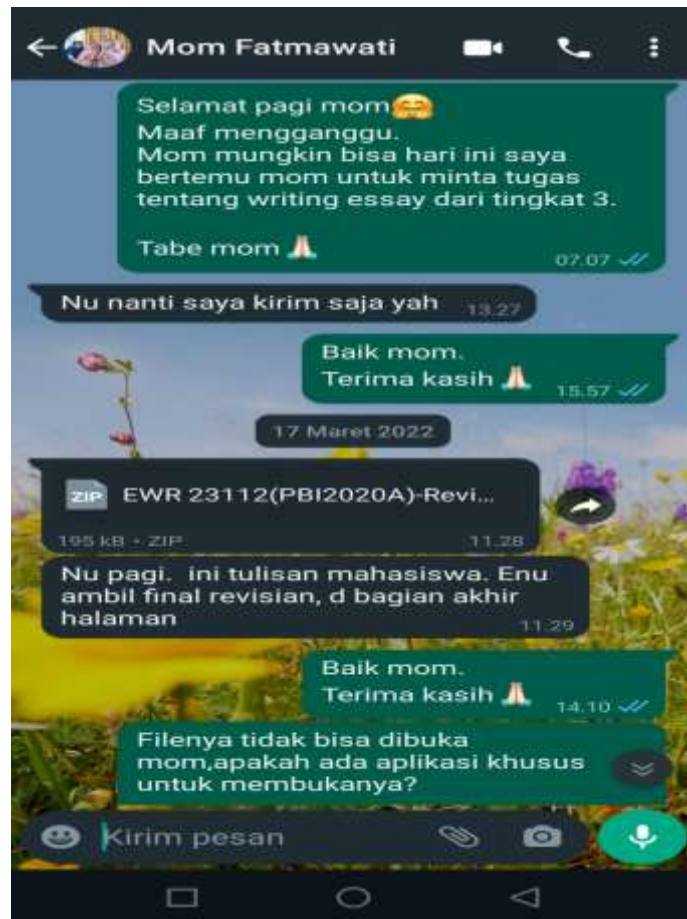 Mom Fatmawati
Selamat pagi mom🤗
Maaf mengganggu.
Mom mungkin bisa hari ini saya
bertemu mom untuk minta tugas
tentang writing essay dari tingkat 3.
Tabe mom 🙏🏻
07.07
Nu nanti saya kirim saja yah
13.27
Baik mom.
Terima kasih 🙏🏻
15.57
17 Maret 2022
ZIP
EWR 23112(PBI2020A)-Revi...
195 kB • ZIP
11.28
Nu pagi. ini tulisan mahasiswa. Enu
ambil final revisian, d bagian akhir
halaman
11.29
Baik mom.
Terima kasih 🙏🏻
14.10
Filenya tidak bisa dibuka
mom,apakah ada aplikasi khusus
untuk membukanya?
Kirim pesan